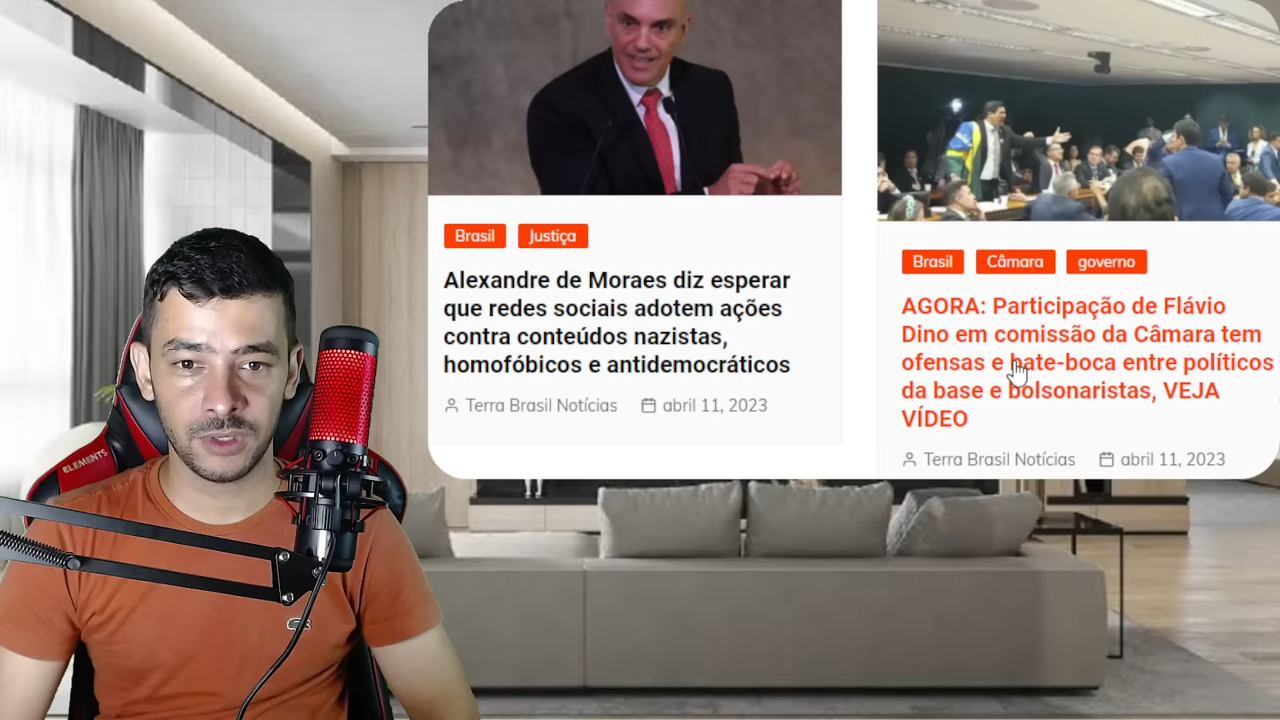 Brasil
Justiça
Alexandre de Moraes diz esperar
que redes sociais adotem ações
contra conteúdos nazistas,
homofóbicos e antidemocráticos
Terra Brasil Notícias
abril 11, 2023
Brasil
Câmara
governo
AGORA: Participação de Flávio
Dino em comissão da Câmara tem
ofensas e bate-boca entre políticos
da base e bolsonaristas, VEJA
VÍDEO
Terra Brasil Notícias
abril 11, 2023
ELEMENTS